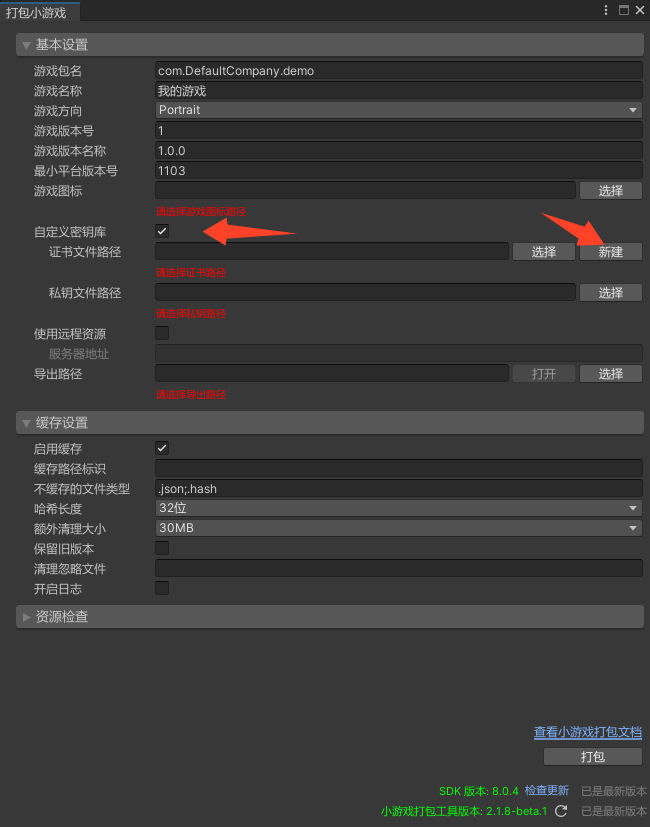 打包小游戏
基本设置
游戏包名 com.DefaultCompany.demo
游戏名称 我的游戏
游戏方向 Portrait
游戏版本号 1
游戏版本名称 1.0.0
最小平台版本号 1103
游戏图标 选择
请选择游戏图标路径
自定义密钥库
证书文件路径 选择 新建
请选择证书路径
私钥文件路径 选择
请选择私钥路径
使用远程资源
服务器地址
导出路径 打开 选择
请选择导出路径
缓存设置
启用缓存
缓存路径标识
不缓存的文件类型 .json;.hash
哈希长度 32位
额外清理大小 30MB
保留旧版本
清理忽略文件
开启日志
资源检查
查看小游戏打包文档
打包
SDK 版本: 8.0.4 检查更新 已是最新版本
小游戏打包工具版本: 2.1.8-beta.1 已是最新版本